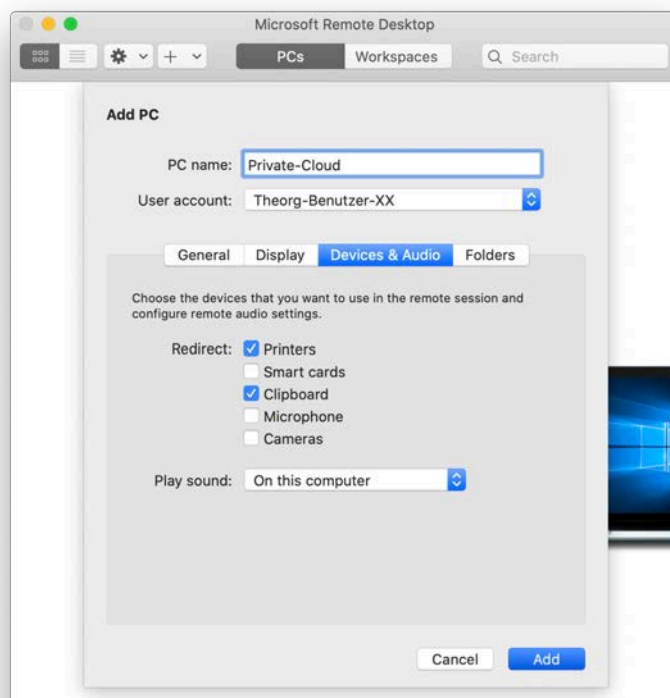 Microsoft Remote Desktop
PCs Workspaces Search
Add PC
PC name: Private-Cloud
User account: Theorg-Benutzer-XX
General Display Devices & Audio Folders
Choose the devices that you want to use in the remote session and
configure remote audio settings.
Redirect: Printers
Smart cards
Clipboard
Microphone
Cameras
Play sound: On this computer
Cancel Add